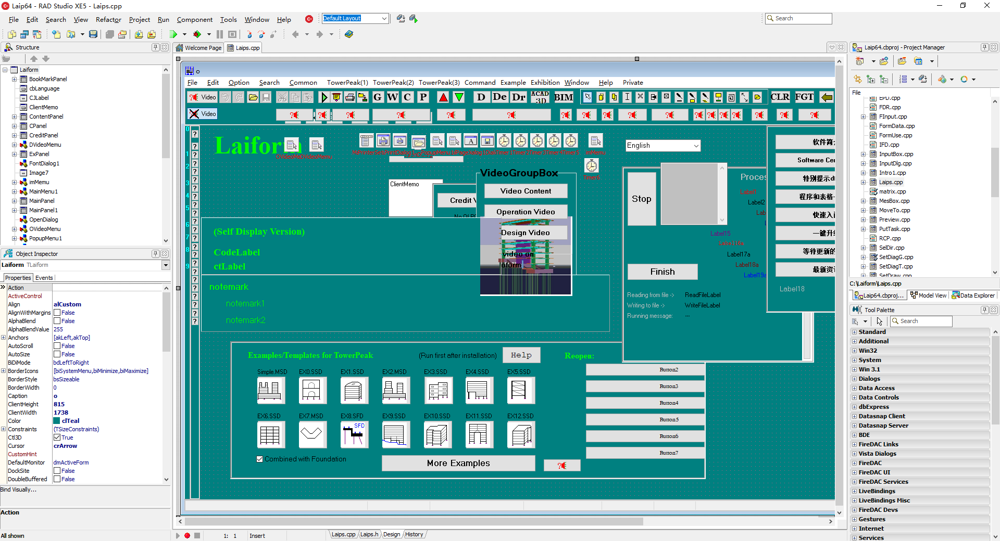 Laip64 - RAD Studio XE5 - Laips.cpp
File Edit Search View Refactor Project Run Component Tools Window Help
Default Layout
Search
Structure
Laiform
BookMarkPanel
cbLanguage
CJLabel
ClientMemo
ContentPanel
CPanel
CreditPanel
DVideoMemu
ExPanel
FontDialog1
Image7
imMemu
MainMenu1
MainPanel
MainPanel1
OpenDialog
OVideoMenu
PopupMenu1
Object Inspector
Laiform TLaiform
Properties Events
Action
ActiveControl
Align alCustom
AlignWithMargins False
AlphaBlend False
AlphaBlendValue 255
Anchors [akLeft,akTop]
AutoScroll False
AutoSize False
BiDiMode bdLeftToRight
BorderIcons [biSystemMenu,biMinimize,biMaximize]
BorderStyle bsSizeable
BorderWidth 0
Caption o
ClientHeight 815
ClientWidth 1738
Color clTeal
Constraints (TSizeConstraints)
Ctl3D True
Cursor crArrow
CustomHint
DefaultMonitor dmActiveForm
DockSite False
DoubleBuffered False
Bind Visually...
Action
All shown
Welcome Page Laips.cpp
o
File Edit Option Search Common TowerPeak(1) TowerPeak(2) TowerPeak(3) Command Example Exhibition Window Help Private
Video G W C P D De Dr ACAD 3D BIM CLR FGT
Video
0
1
2
3
4
5
6
7
8
9
Laiform
English
VideoGroupBox
ClientMemo
Video Content
Credit V
Operation Video
Design Video
video on
oform
(Self Display Version)
CodeLabel
ctLabel
notemark
notemark1
notemark2
Stop
Proces
Label1
Label2
Lab
Label15
Label16a
Label17a
Label18a
Label19a
Finish
Reading from file -> ReadFileLabel
Writing to file -> WriteFileLabel
Running message: ---
软件简
Software Cer
特别提示d
程序和表格
快速入
一键升
等待更新的
最新资
Label18
Examples/Templates for TowerPeak (Run first after installation) Help Reopen:
Simple.MSD EX0.SSD EX1.SSD EX2.MSD EX3.SSD EX4.SSD EX5.SSD
EX6.SSD EX7.MSD EX8.SFD EX9.SSD EX10.SSD EX11.SSD EX12.SSD
SFD
Button2
Button3
Button4
Button5
Button6
Button7
Combined with Foundation
More Examples
1: 1 Insert
Laips.cpp Laips.h Design History
Laip64.cbproj - Project Manager
File
EPD.cpp
FDR.cpp
FInput.cpp
FormData.cpp
FormUse.cpp
IFD.cpp
InputBox.cpp
InputDlg.cpp
Intro1.cpp
Laips.cpp
matrix.cpp
MesBox.cpp
MoveTo.cpp
Preview.cpp
PutTask.cpp
RCP.cpp
SelDir.cpp
SetDiagG.cpp
SetDiagT.cpp
SetDraw.cpp
C:\Laiform\Laips.cpp
Laip64.cbproj... Model View Data Explorer
Tool Palette
Search
Standard
Additional
Win32
System
Win 3.1
Dialogs
Data Access
Data Controls
dbExpress
Datasnap Client
Datasnap Server
BDE
FireDAC Links
Vista Dialogs
FireDAC
FireDAC UI
FireDAC Services
LiveBindings
LiveBindings Misc
FireDAC Devs
Gestures
Internet
Services